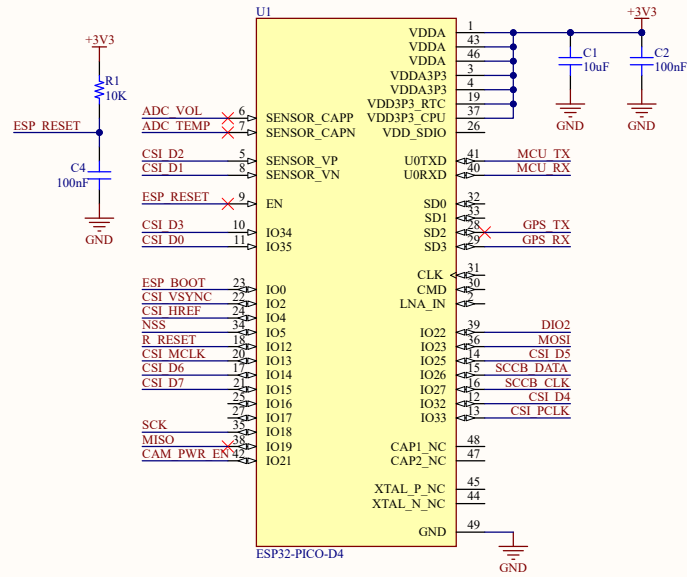 U1
+3V3
R1
10K
ESP_RESET
C4
100nF
GND
ADC_VOL 6 SENSOR_CAPP
ADC_TEMP 7 SENSOR_CAPN
CSI_D2 5 SENSOR_VP
CSI_D1 8 SENSOR_VN
ESP_RESET 9 EN
CSI_D3 10 IO34
CSI_D0 11 IO35
ESP_BOOT 23 IO0
CSI_VSYNC 22 IO2
CSI_HREF 24 IO4
NSS 34 IO5
R_RESET 18 IO12
CSI_MCLK 20 IO13
CSI_D6 17 IO14
CSI_D7 21 IO15
25 IO16
27 IO17
SCK 35 IO18
MISO 38 IO19
CAM_PWR_EN 42 IO21
VDDA 1
VDDA 43
VDDA 46
VDDA3P3 3
VDDA3P3 4
VDD3P3_RTC 19
VDD3P3_CPU 37
VDD_SDIO 26
U0TXD 41 MCU_TX
U0RXD 40 MCU_RX
SD0 32
SD1 33
SD2 28 GPS_TX
SD3 29 GPS_RX
CLK 31
CMD 30
LNA_IN 2
IO22 39 DIO2
IO23 36 MOSI
IO25 14 CSI_D5
IO26 15 SCCB_DATA
IO27 16 SCCB_CLK
IO32 12 CSI_D4
IO33 13 CSI_PCLK
CAP1_NC 48
CAP2_NC 47
XTAL_P_NC 45
XTAL_N_NC 44
GND 49
GND
ESP32-PICO-D4
+3V3
C1
10uF
GND
C2
100nF
GND